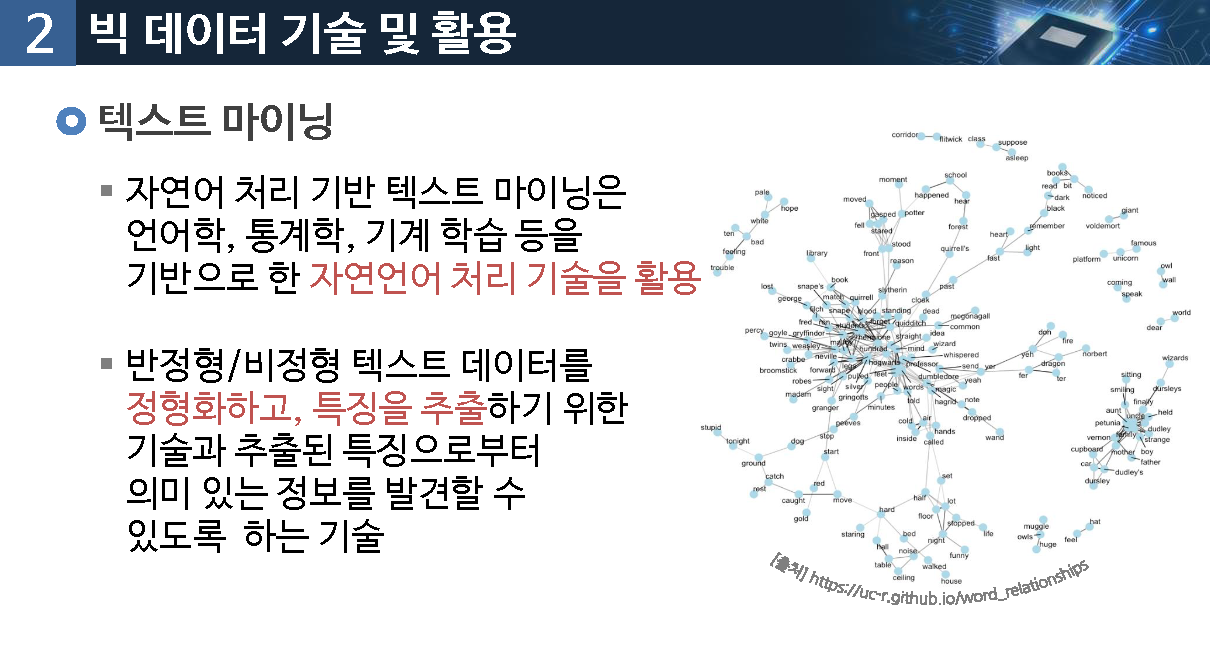 2 빅 데이터 기술 및 활용
텍스트 마이닝
자연어 처리 기반 텍스트 마이닝은
언어학, 통계학, 기계 학습 등을
기반으로 한 자연언어 처리 기술을 활용
반정형/비정형 텍스트 데이터를
정형화하고, 특징을 추출하기 위한
기술과 추출된 특징으로부터
의미 있는 정보를 발견할 수
있도록 하는 기술
corridor flitwick class suppose
asleep
moment school
happened hear
moved gasped potter
fell stared
stood
front
reason
forest
quirrell's
past
library
pale hope
white
ten bad
feeling
trouble
books
read bit
dark noticed
black
remember
heart
light
last
giant
voldemort
famous
platform unicorn
owl
wall
coming
speak
world
dear
lost snape's book
george match quirrell
slytherin
cloak
filch snape blood standing dead
mcgonagall
fred ron student forget quidditch common
percy goyle gryffindor hermione straight idea
twins weasley malfoy hundred mind wizard
crabbe neville hogwarts whispered
broomstick forward legs professor send yer
robes pulled feet dumbledore yeah
sight silver people words magic
madam gringotts told hagrid note
granger minutes dropped
peeves cold air
inside hands wand
called
don
fire
yeh norbert
dragon
fer ter
wizards
sitting
smiling dursleys
finally
aunt uncle held
petunia dudley
vernon family strange
cupboard mother boy
car father
dudley's
dursley
stupid
tonight dog stop
start
ground
catch
rest red
caught move
gold
set
half lot
hard floor stopped
life
staring bed night
hall noise funny
table walked
ceiling house
muggle
owls
huge
hat
feel
[출처] https://uc-r.github.io/word_relationships